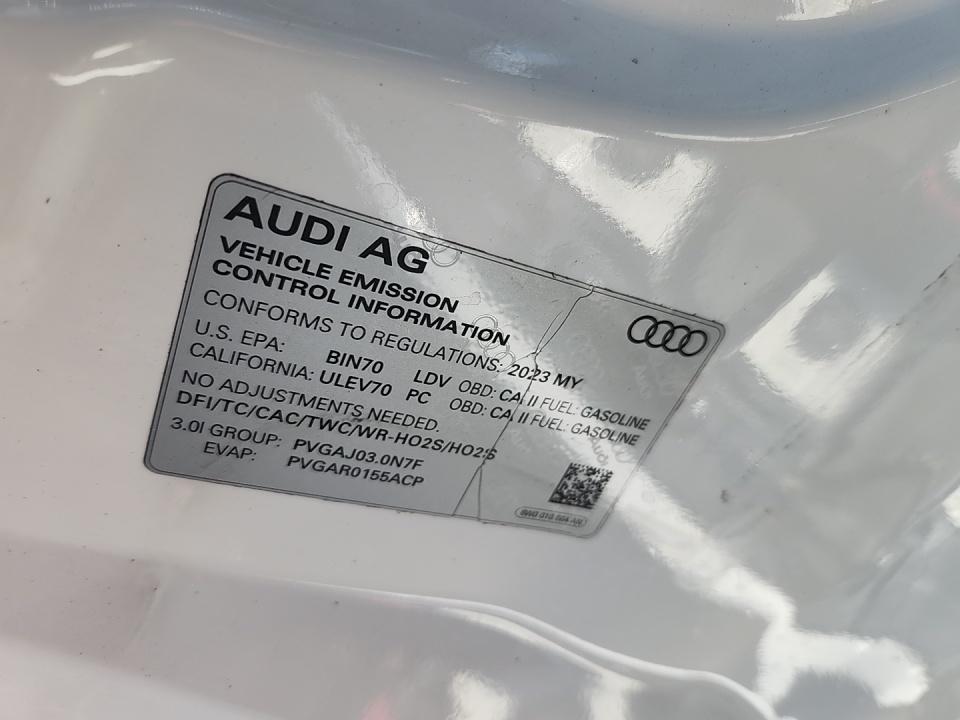 AUDI AG
VEHICLE EMISSION
CONTROL INFORMATION
CONFORMS TO REGULATIONS: 2023 MY
U.S. EPA: BIN70 LDV OBD: CA. II FUEL: GASOLINE
CALIFORNIA: ULEV70 PC OBD: CA. II FUEL: GASOLINE
NO ADJUSTMENTS NEEDED.
DFI/TC/CAC/TWC/WR-HO2S/HO2S
3.0l GROUP: PVGAJ03.0N7F
EVAP: PVGAR0155ACP